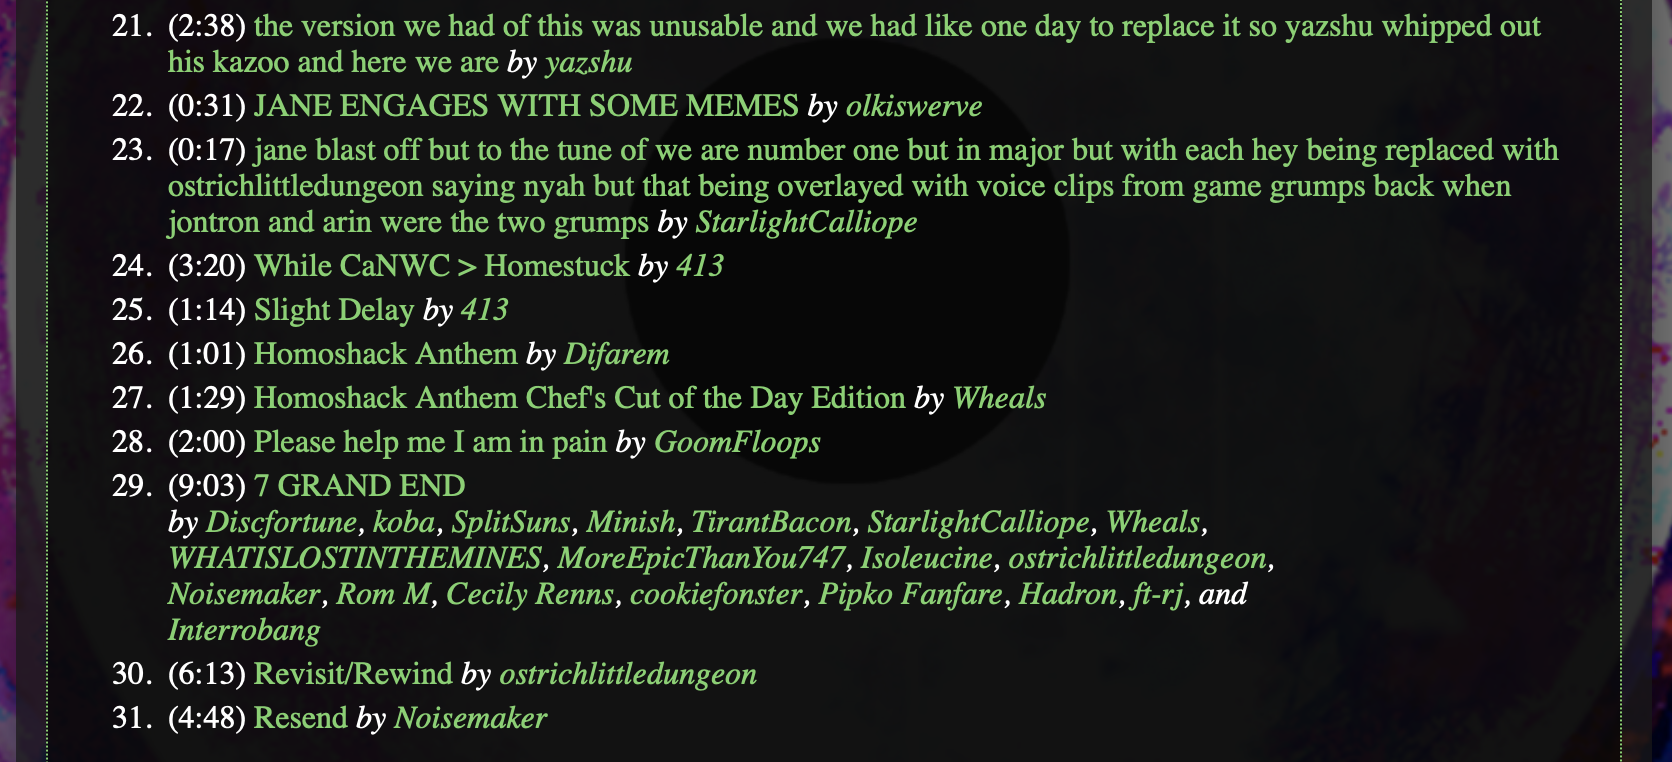 21. (2:38) the version we had of this was unusable and we had like one day to replace it so yazshu whipped out
his kazoo and here we are by yazshu
22. (0:31) JANE ENGAGES WITH SOME MEMES by olkiswerve
23. (0:17) jane blast off but to the tune of we are number one but in major but with each hey being replaced with
ostrichlittledungeon saying nyah but that being overlayed with voice clips from game grumps back when
jontron and arin were the two grumps by StarlightCalliope
24. (3:20) While CaNWC > Homestuck by 413
25. (1:14) Slight Delay by 413
26. (1:01) Homoshack Anthem by Difarem
27. (1:29) Homoshack Anthem Chef's Cut of the Day Edition by Wheals
28. (2:00) Please help me I am in pain by GoomFloops
29. (9:03) 7 GRAND END
by Discfortune, koba, SplitSuns, Minish, TirantBacon, StarlightCalliope, Wheals,
WHATISLOSTINTHEMINES, MoreEpicThanYou747, Isoleucine, ostrichlittledungeon,
Noisemaker, Rom M, Cecily Renns, cookiefonster, Pipko Fanfare, Hadron, ft-rj, and
Interrobang
30. (6:13) Revisit/Rewind by ostrichlittledungeon
31. (4:48) Resend by Noisemaker